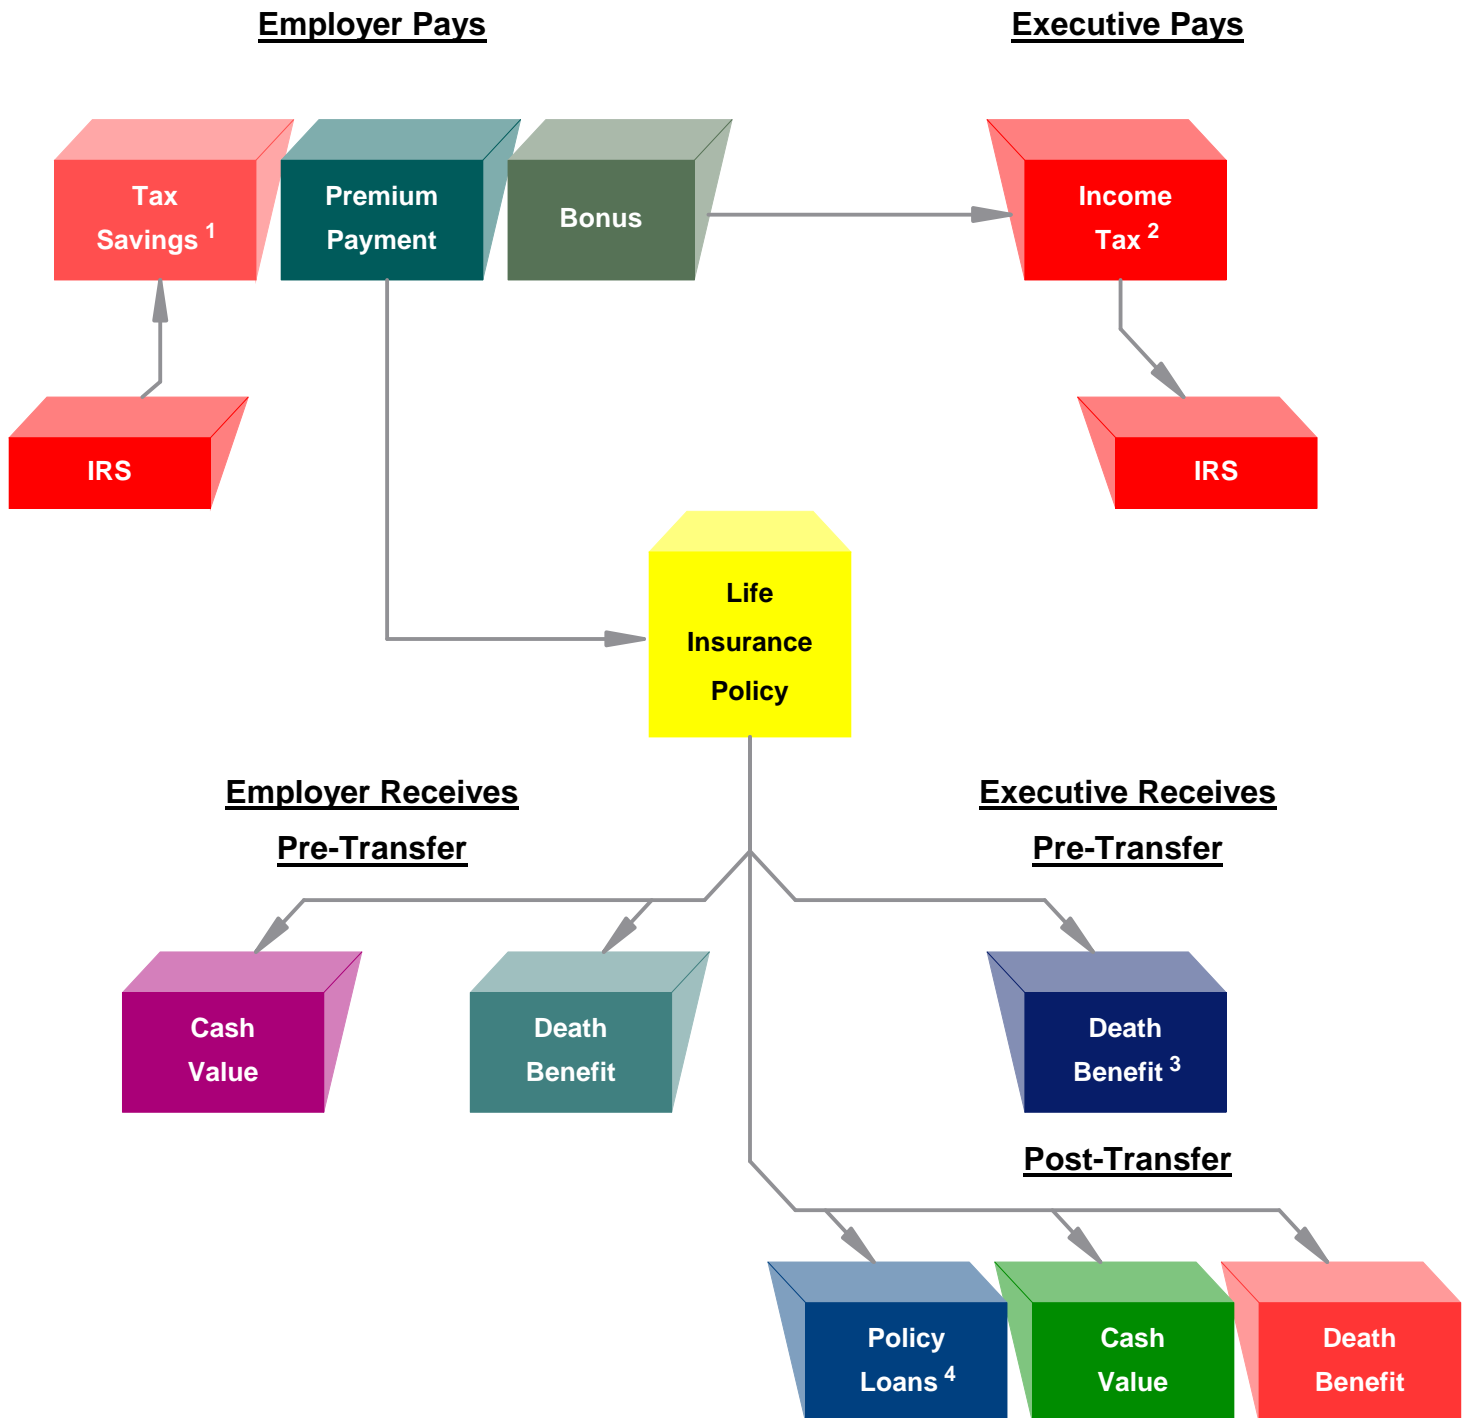 Employer Pays
Executive Pays
Tax
Savings 1
Premium
Payment
Bonus
Income
Tax 2
IRS
IRS
Life
Insurance
Policy
Employer Receives
Pre-Transfer
Executive Receives
Pre-Transfer
Cash
Value
Death
Benefit
Death
Benefit 3
Post-Transfer
Policy
Loans 4
Cash
Value
Death
Benefit